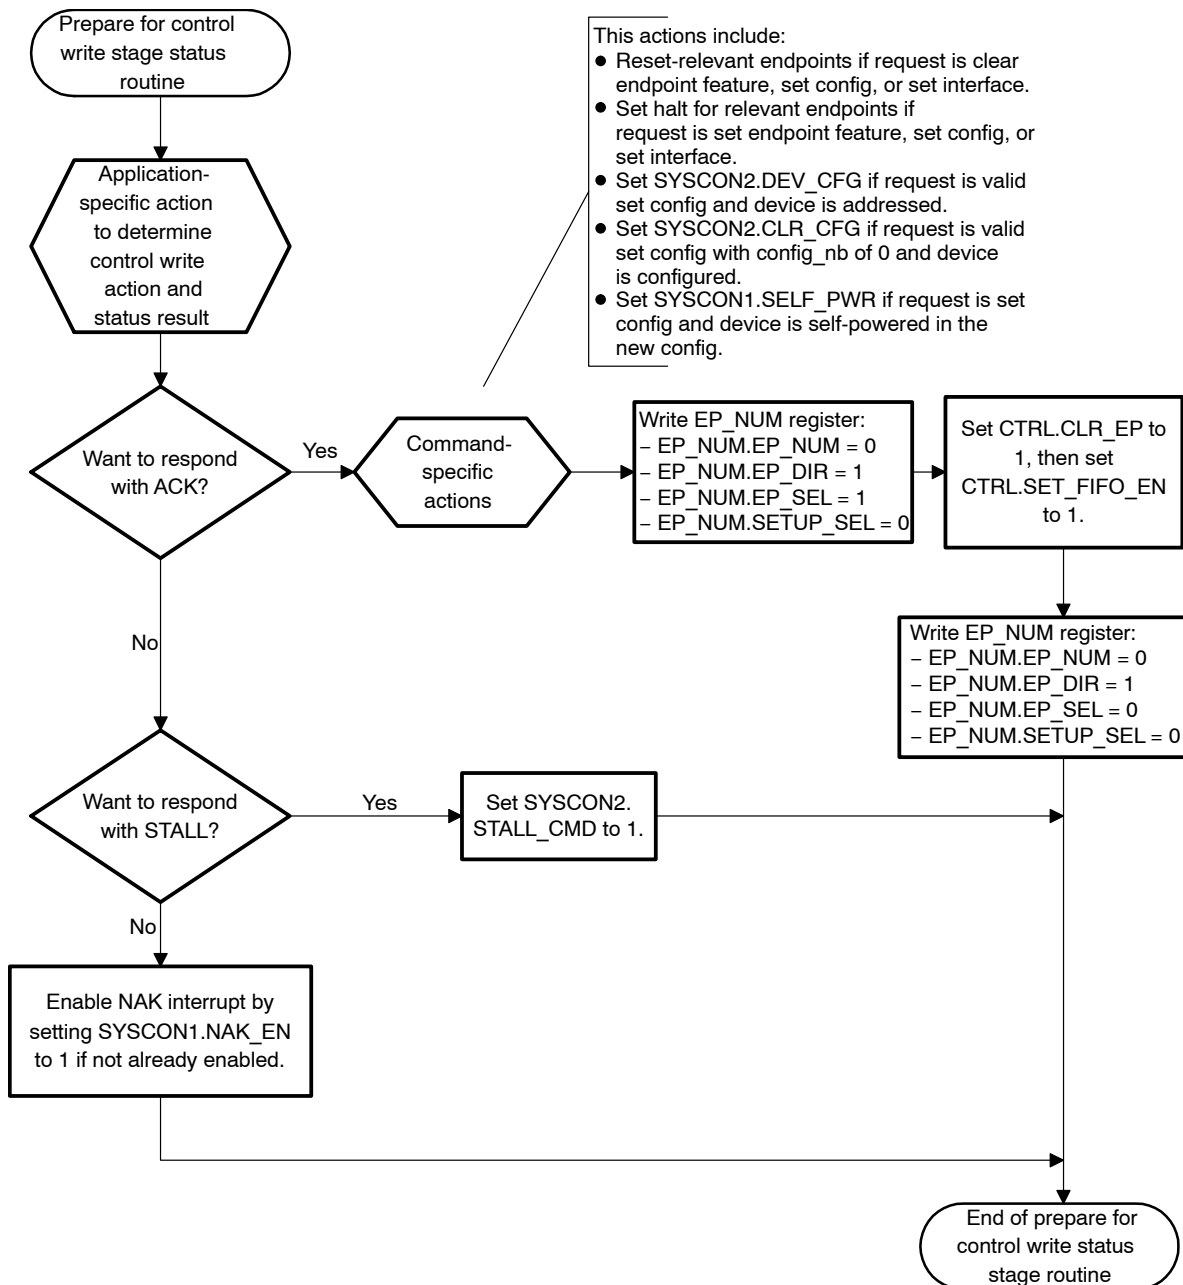 Prepare for control
write stage status
routine
This actions include:
● Reset-relevant endpoints if request is clear
endpoint feature, set config, or set interface.
● Set halt for relevant endpoints if
request is set endpoint feature, set config, or
set interface.
● Set SYSCON2.DEV_CFG if request is valid
set config and device is addressed.
● Set SYSCON2.CLR_CFG if request is valid
set config with config_nb of 0 and device
is configured.
● Set SYSCON1.SELF_PWR if request is set
config and device is self-powered in the
new config.
Application-
specific action
to determine
control write
action and
status result
Want to respond
with ACK?
Yes
Command-
specific
actions
Write EP_NUM register:
– EP_NUM.EP_NUM = 0
– EP_NUM.EP_DIR = 1
– EP_NUM.EP_SEL = 1
– EP_NUM.SETUP_SEL = 0
Set CTRL.CLR_EP to
1, then set
CTRL.SET_FIFO_EN
to 1.
No
Write EP_NUM register:
– EP_NUM.EP_NUM = 0
– EP_NUM.EP_DIR = 1
– EP_NUM.EP_SEL = 0
– EP_NUM.SETUP_SEL = 0
Want to respond
with STALL?
Yes
Set SYSCON2.
STALL_CMD to 1.
No
Enable NAK interrupt by
setting SYSCON1.NAK_EN
to 1 if not already enabled.
End of prepare for
control write status
stage routine